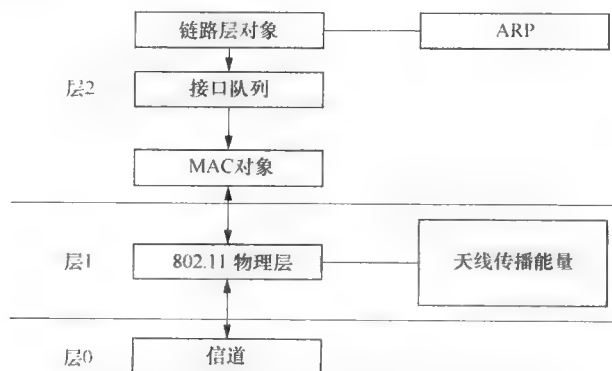 链路层对象
ARP
层2
接口队列
MAC对象
层1
802.11 物理层
天线传播能量
层0
信道